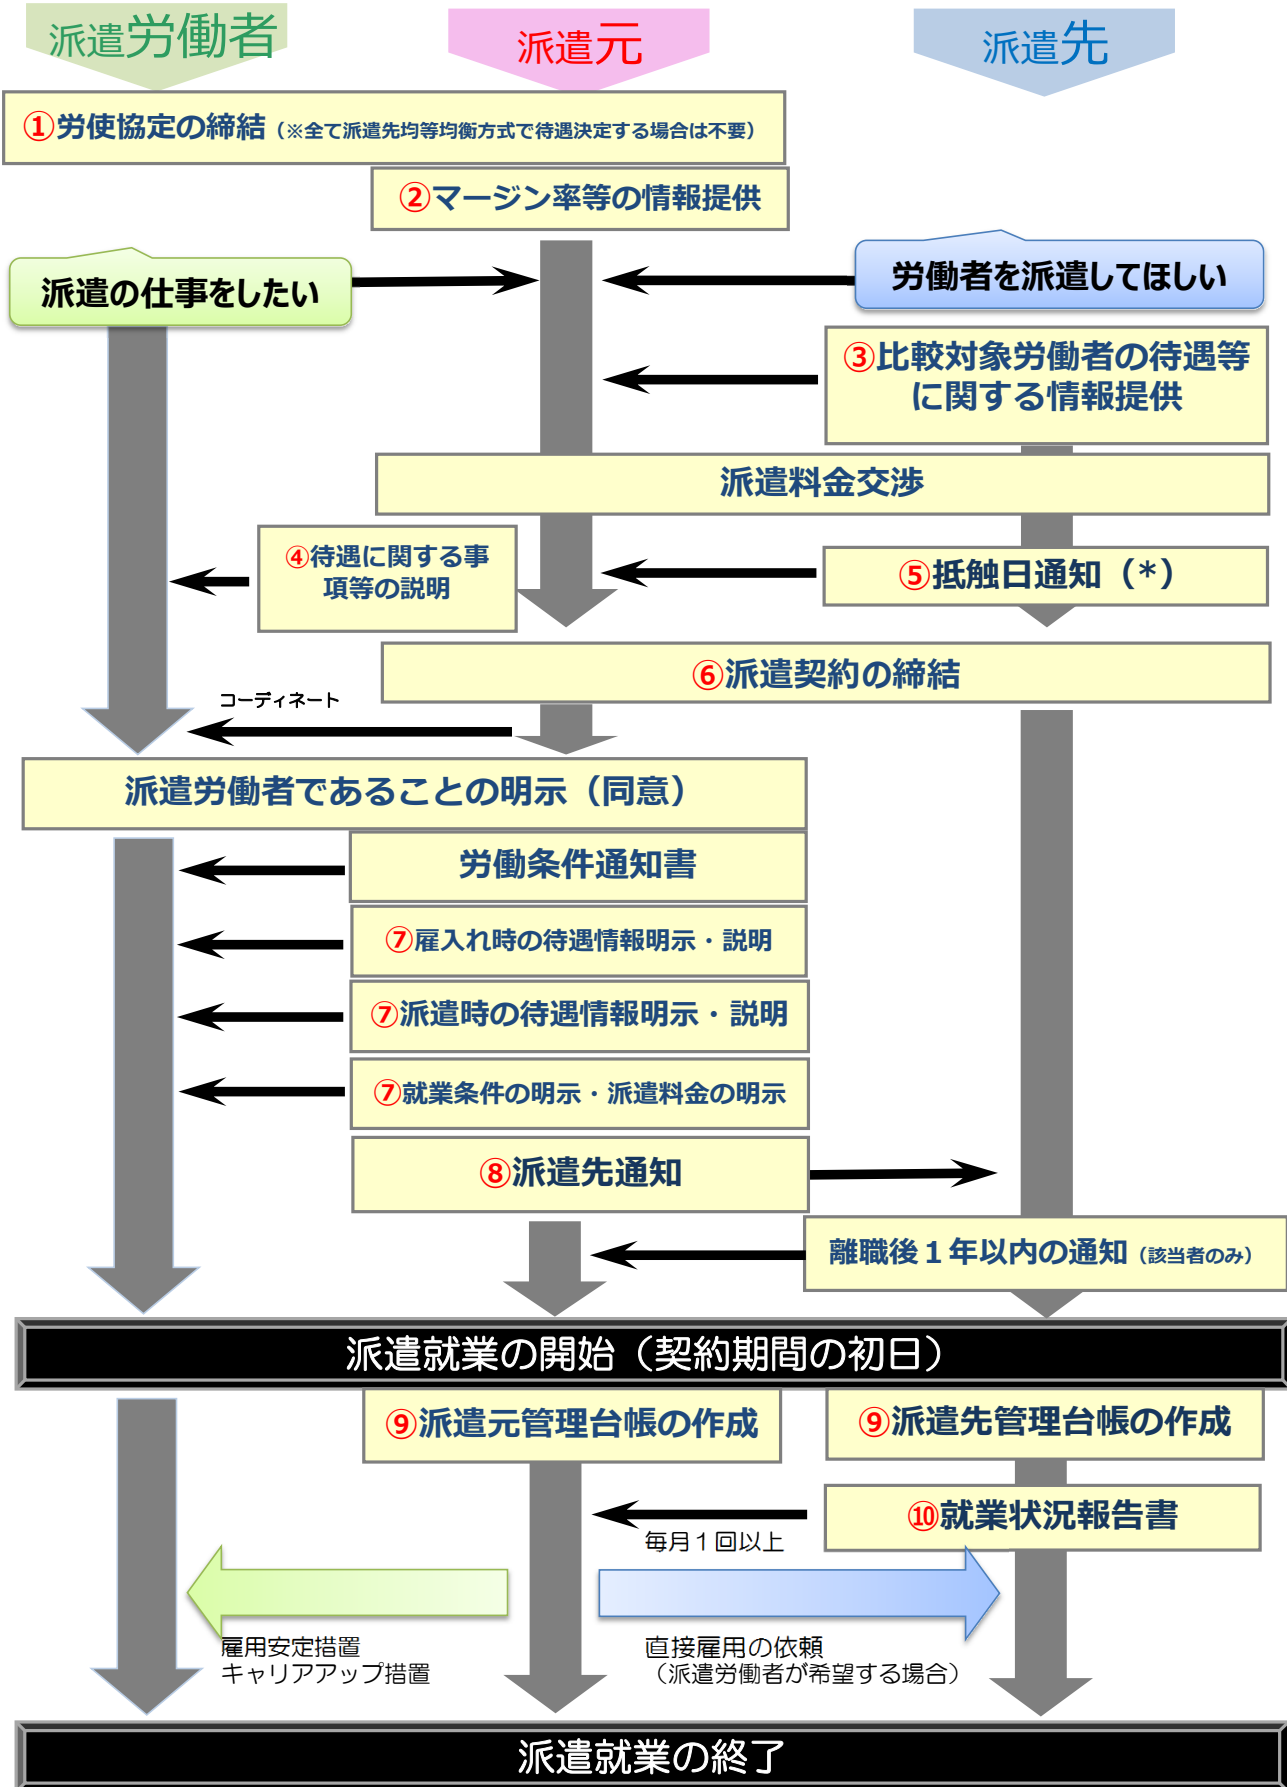 派遣労働者
派遣元
派遣先
①労使協定の締結（※全て派遣先均等均衡方式で待遇決定する場合は不要）
②マージン率等の情報提供
派遣の仕事をしたい
労働者を派遣してほしい
③比較対象労働者の待遇等
に関する情報提供
派遣料金交渉
④待遇に関する事
項等の説明
⑤抵触日通知（*）
⑥派遣契約の締結
コーディネート
派遣労働者であることの明示（同意）
労働条件通知書
⑦雇入れ時の待遇情報明示・説明
⑦派遣時の待遇情報明示・説明
⑦就業条件の明示・派遣料金の明示
⑧派遣先通知
離職後１年以内の通知（該当者のみ）
派遣就業の開始（契約期間の初日）
⑨派遣元管理台帳の作成
⑨派遣先管理台帳の作成
⑩就業状況報告書
毎月１回以上
雇用安定措置
キャリアアップ措置
直接雇用の依頼
（派遣労働者が希望する場合）
派遣就業の終了